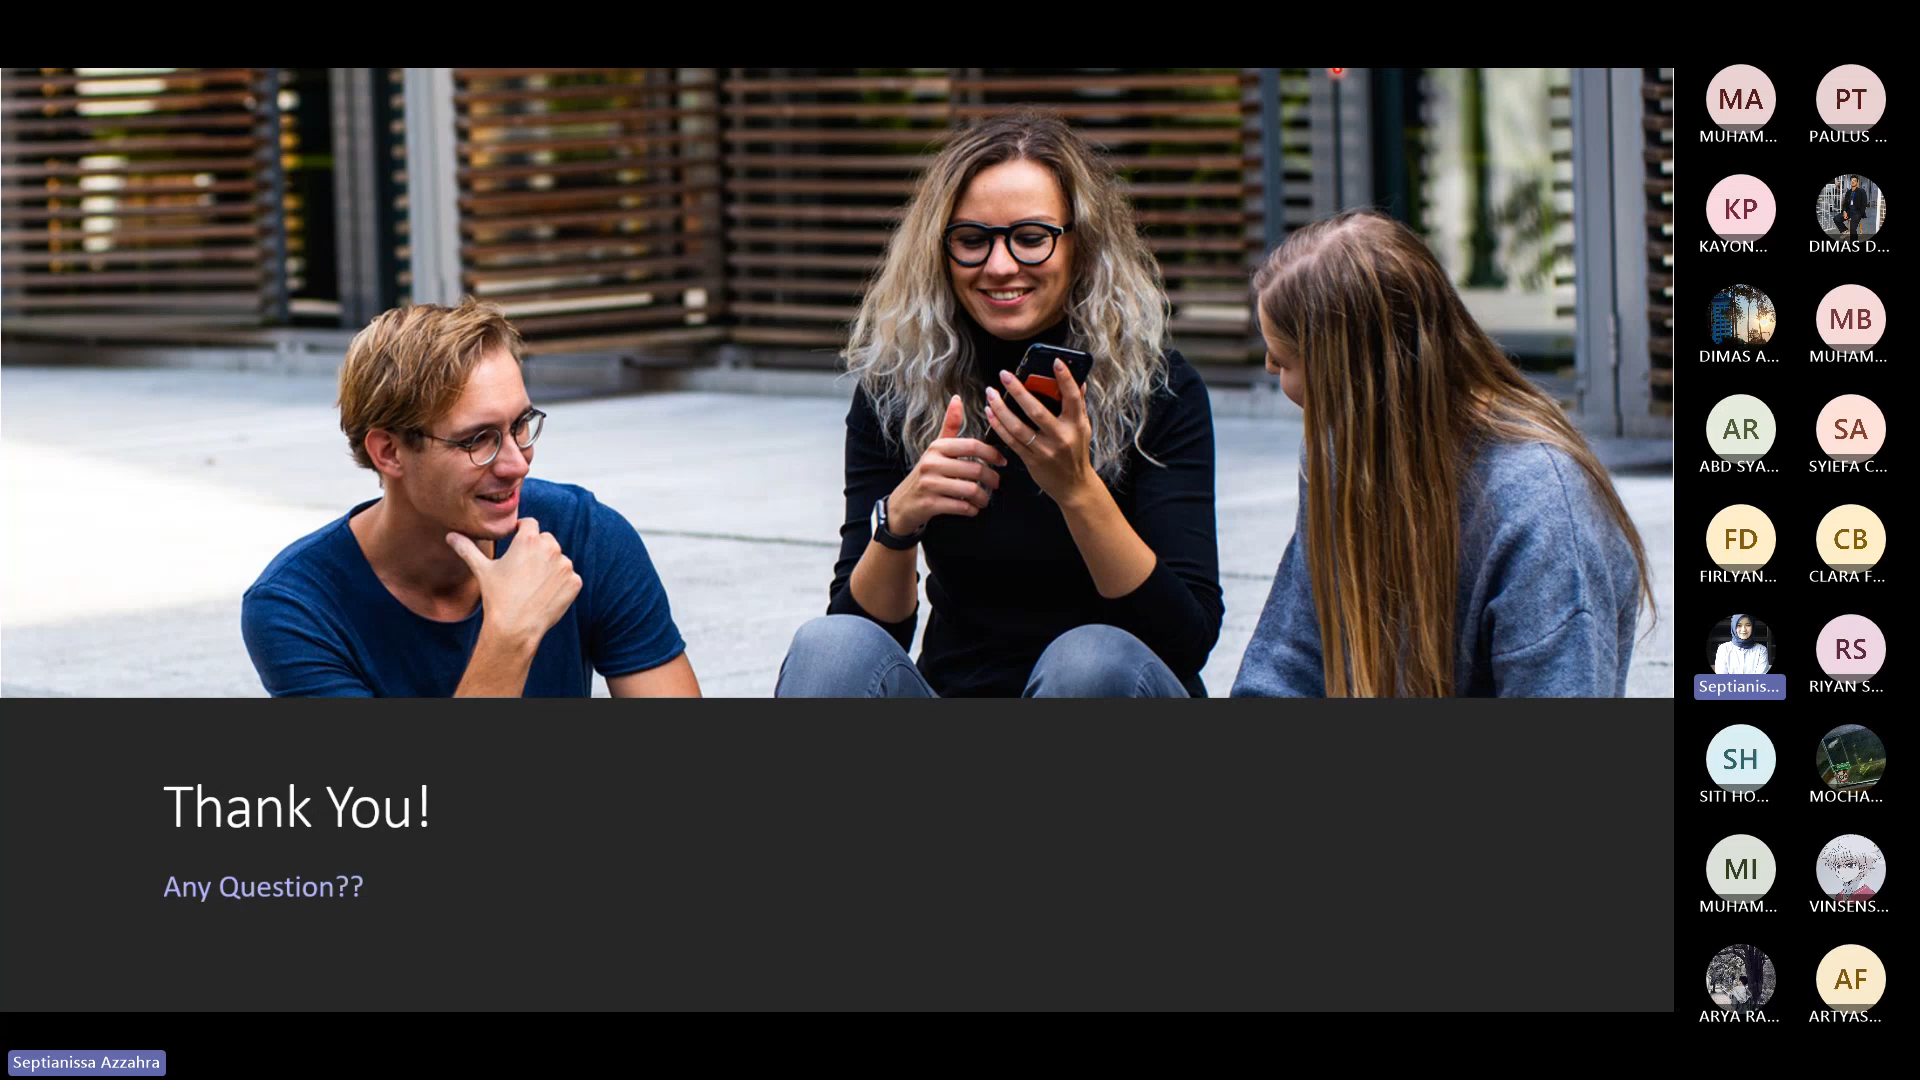 MA
MUHAM...
PT
PAULUS ...
KP
KAYON...
DIMAS D...
DIMAS A...
MB
MUHAM...
AR
ABD SYA...
SA
SYIEFA C...
FD
FIRLYAN...
CB
CLARA F...
Septianis...
RS
RIYAN S...
SH
SITI HO...
MOCHA...
MI
MUHAM...
VINSENS...
ARYA RA...
AF
ARTYAS...
Thank You!
Any Question??
Septianissa Azzahra